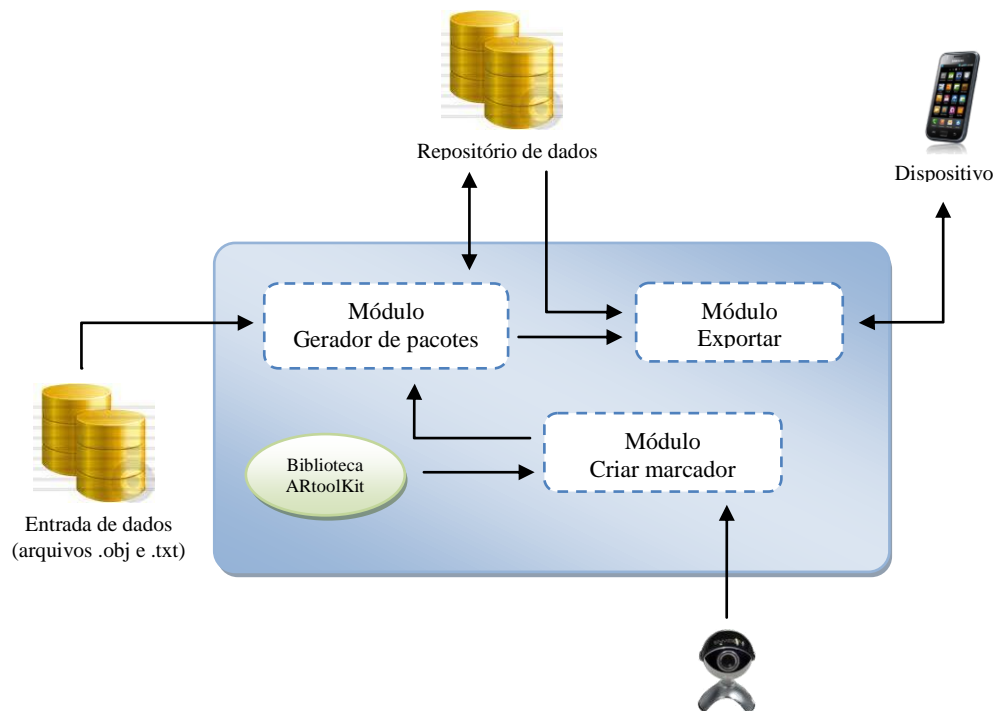 Repositório de dados
Dispositivo
Módulo
Gerador de pacotes
Módulo
Exportar
Módulo
Criar marcador
Biblioteca
ARtoolKit
Entrada de dados
(arquivos .obj e .txt)